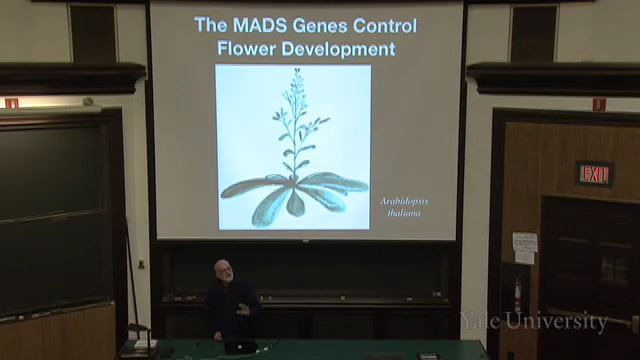 The MADS Genes Control
Flower Development
Arabidopsis
thaliana
EXIT
Yale University